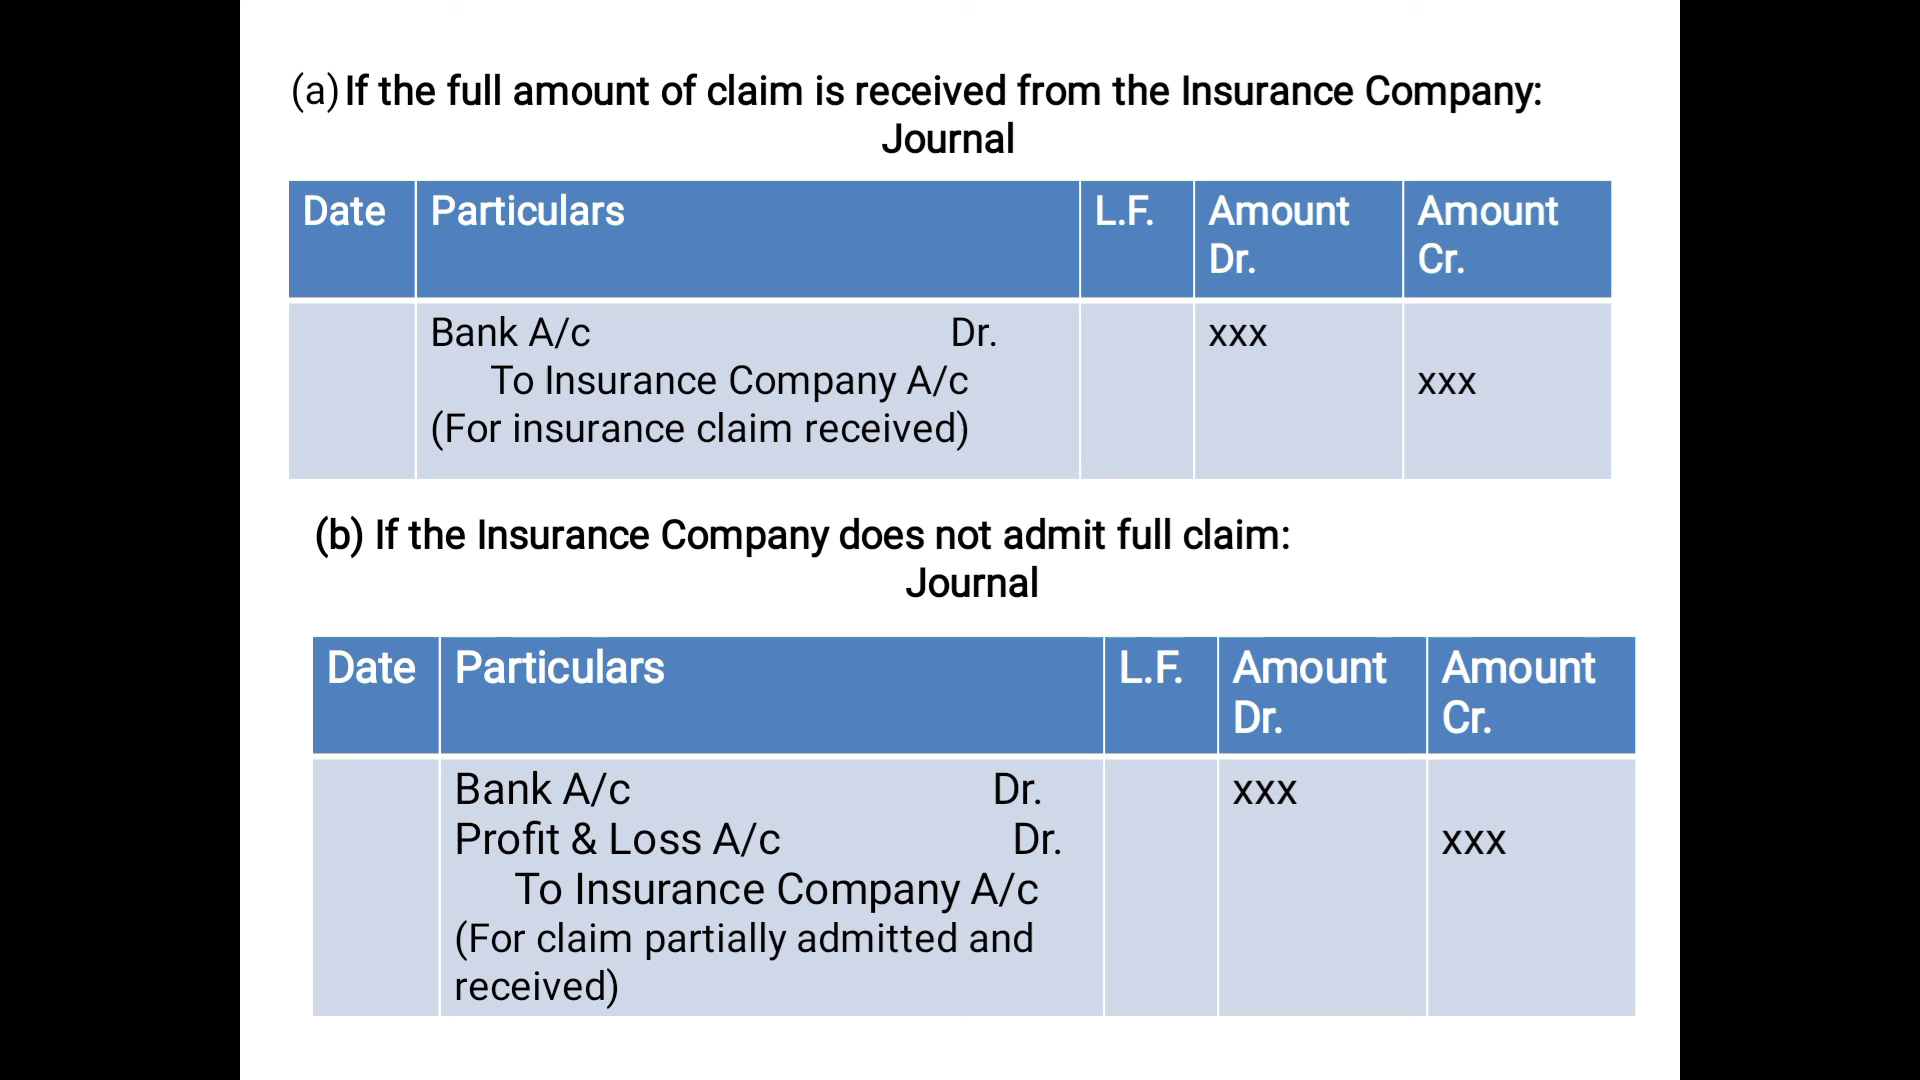 (a) If the full amount of claim is received from the Insurance Company:
Journal
Date Particulars L.F. Amount Dr. Amount Cr.
Bank A/c Dr. xxx
To Insurance Company A/c xxx
(For insurance claim received)
(b) If the Insurance Company does not admit full claim:
Journal
Date Particulars L.F. Amount Dr. Amount Cr.
Bank A/c Dr. xxx
Profit & Loss A/c Dr. xxx
To Insurance Company A/c
(For claim partially admitted and
received)